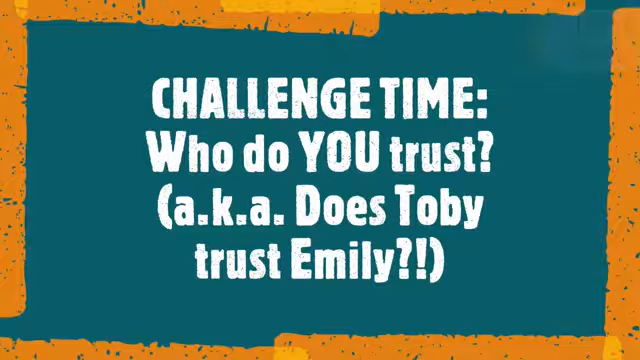 CHALLENGE TIME:
Who do YOU trust?
(a.k.a. Does Toby
trust Emily?!)